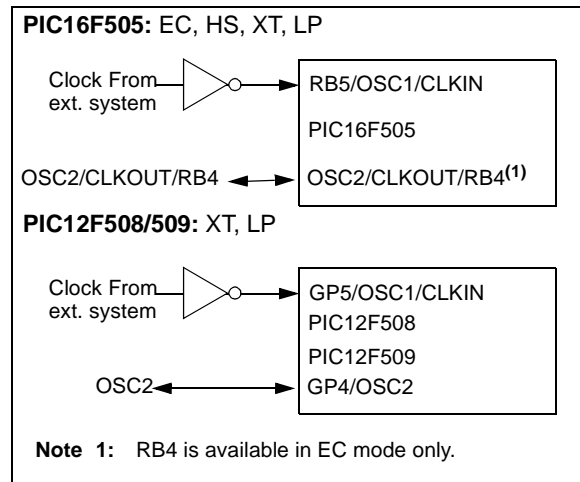 PIC16F505: EC, HS, XT, LP
Clock From
ext. system
RB5/OSC1/CLKIN
PIC16F505
OSC2/CLKOUT/RB4
OSC2/CLKOUT/RB4(1)
PIC12F508/509: XT, LP
Clock From
ext. system
GP5/OSC1/CLKIN
PIC12F508
PIC12F509
OSC2
GP4/OSC2
Note 1: RB4 is available in EC mode only.